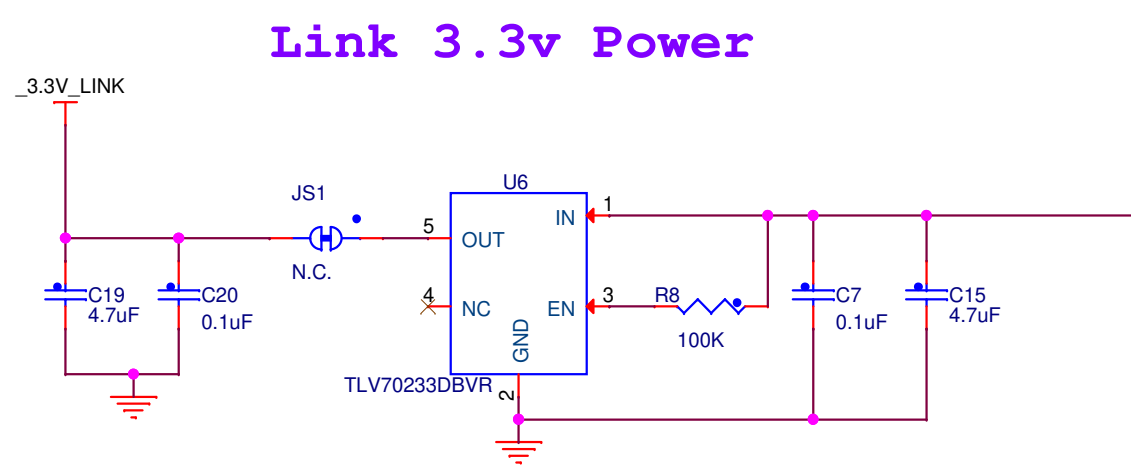 Link 3.3v Power
_3.3V_LINK
JS1
N.C.
U6
IN
1
5
OUT
4
NC
EN
3
GND
2
TLV70233DBVR
R8
100K
C19
4.7uF
C20
0.1uF
C7
0.1uF
C15
4.7uF